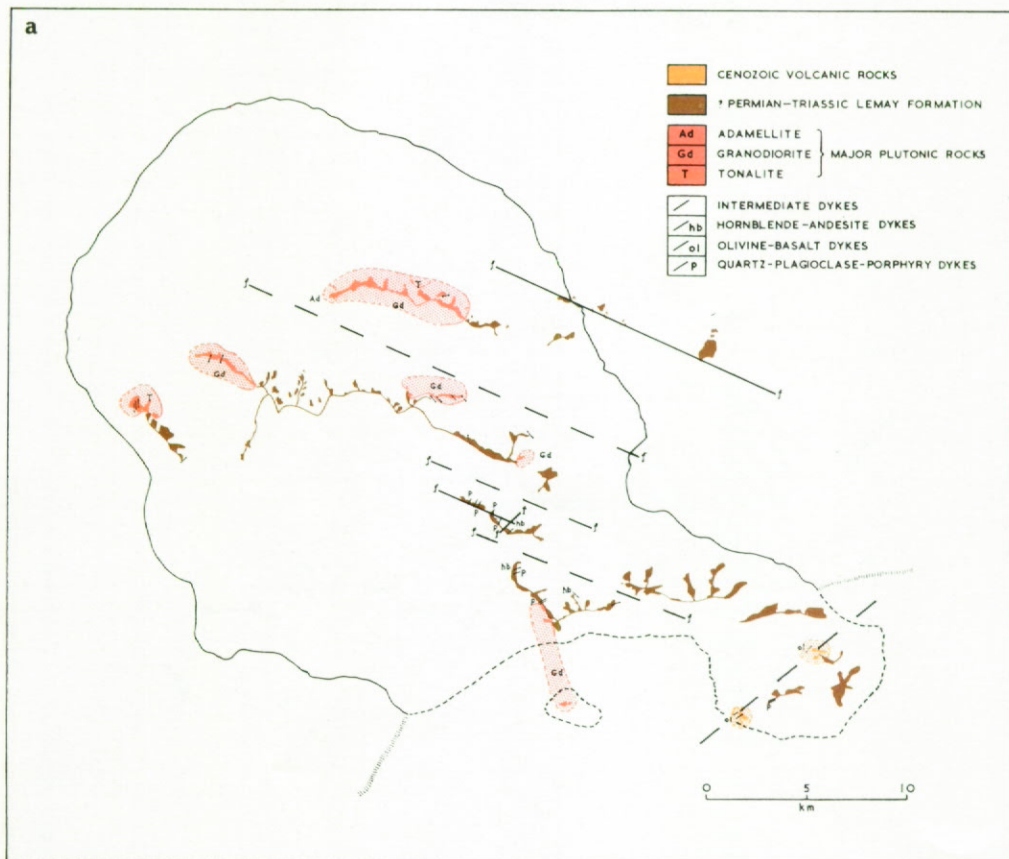 a
CENOZOIC VOLCANIC ROCKS
? PERMIAN-TRIASSIC LEMAY FORMATION
Ad ADAMELLITE
Gd GRANODIORITE
T TONALITE
MAJOR PLUTONIC ROCKS
INTERMEDIATE DYKES
hb HORNBLENDE-ANDESITE DYKES
ol OLIVINE-BASALT DYKES
P QUARTZ-PLAGIOCLASE-PORPHYRY DYKES
?
?
T
Ad
Gd
Gd
Gd
T
?
?
Gd
?
?
P
P
?
P
hb
P
?
?
?
hb
P
hb
?
Gd
0 5 10
km